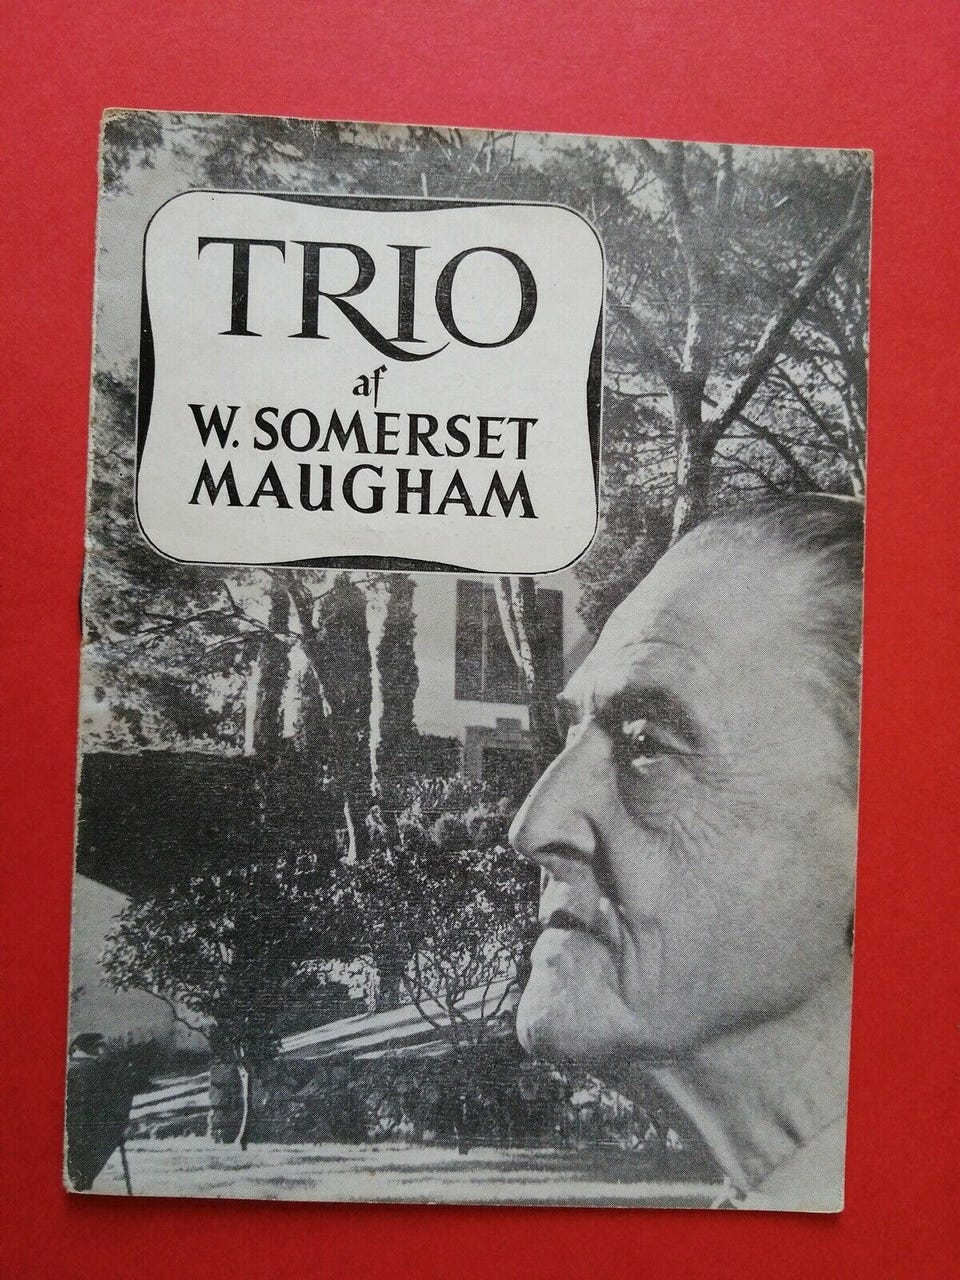 TRIO
af
W. SOMERSET
MAUGHAM